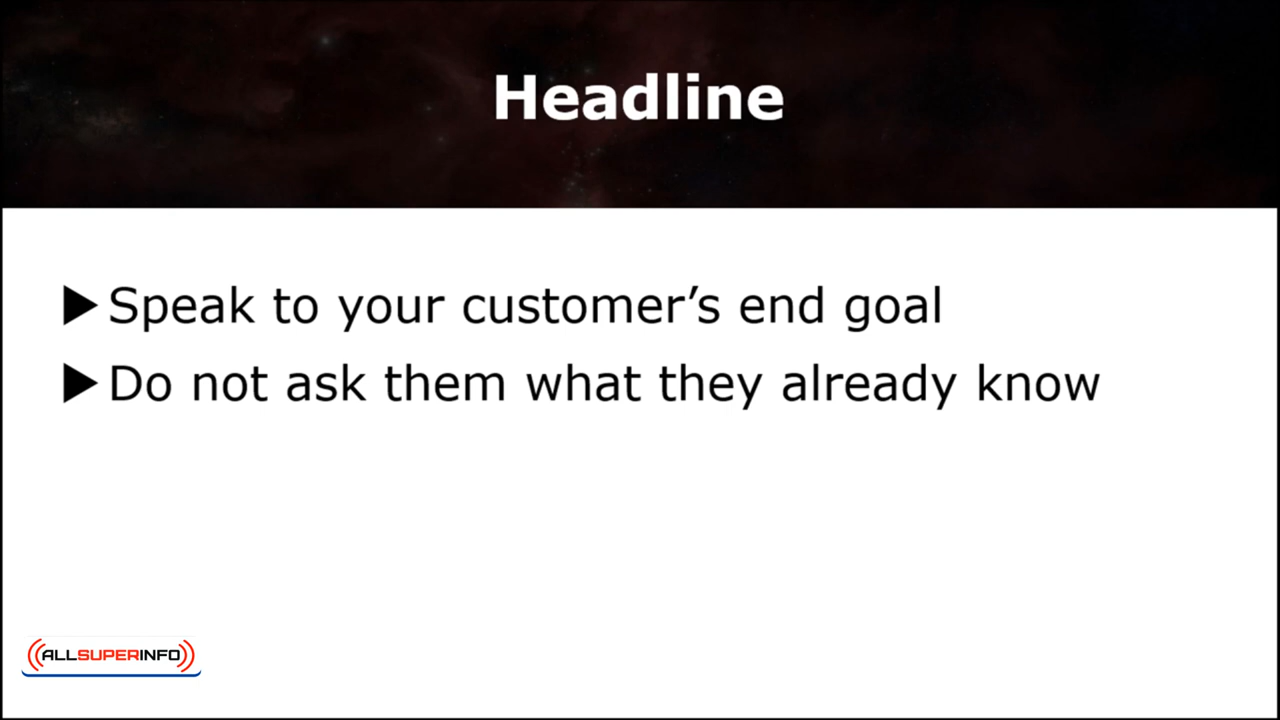 Headline
Speak to your customer’s end goal
Do not ask them what they already know
ALLSUPERINFO